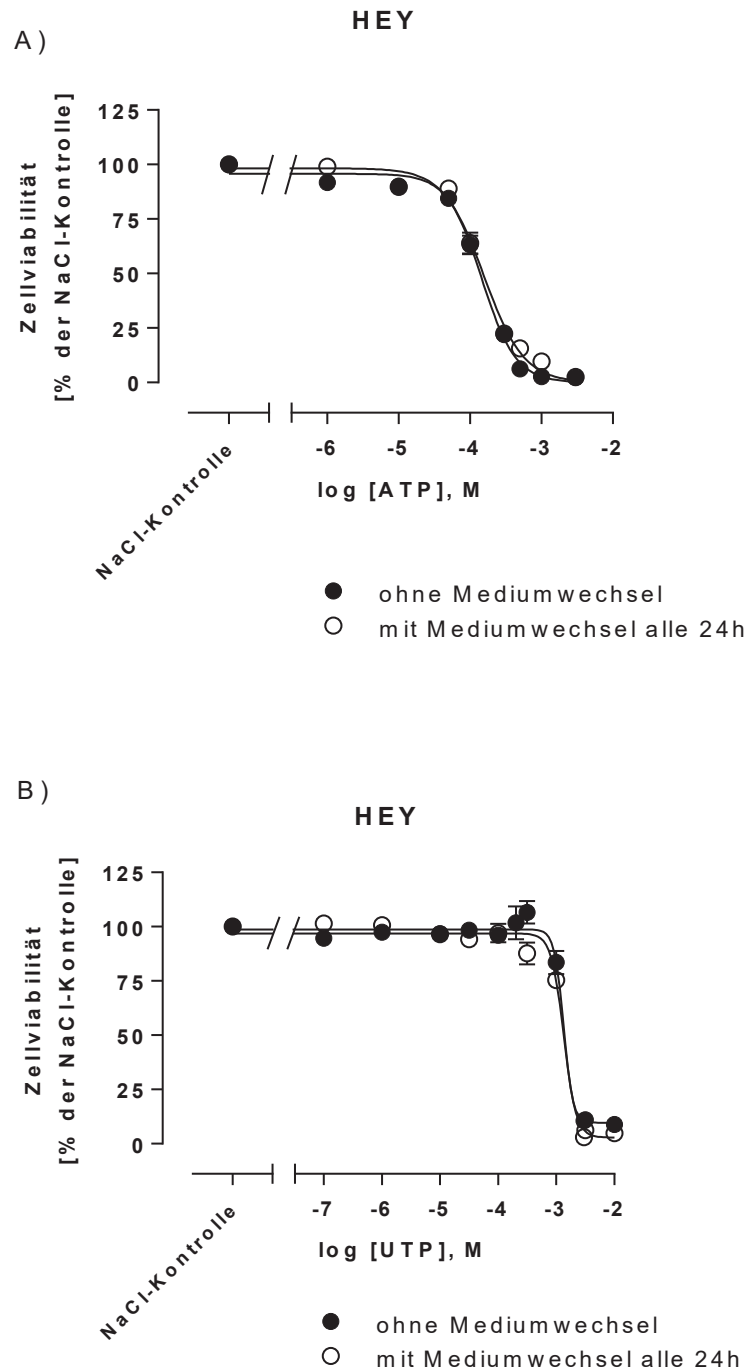 A)
HEY
Zellviabilität
[% der NaCl-Kontrolle]
125
100
75
50
25
0
-6 -5 -4 -3 -2
NaCl-Kontrolle
log [ATP], M
ohne Mediumwechsel
mit Mediumwechsel alle 24h
B)
HEY
Zellviabilität
[% der NaCl-Kontrolle]
125
100
75
50
25
0
-7 -6 -5 -4 -3 -2
NaCl-Kontrolle
log [UTP], M
ohne Mediumwechsel
mit Mediumwechsel alle 24h